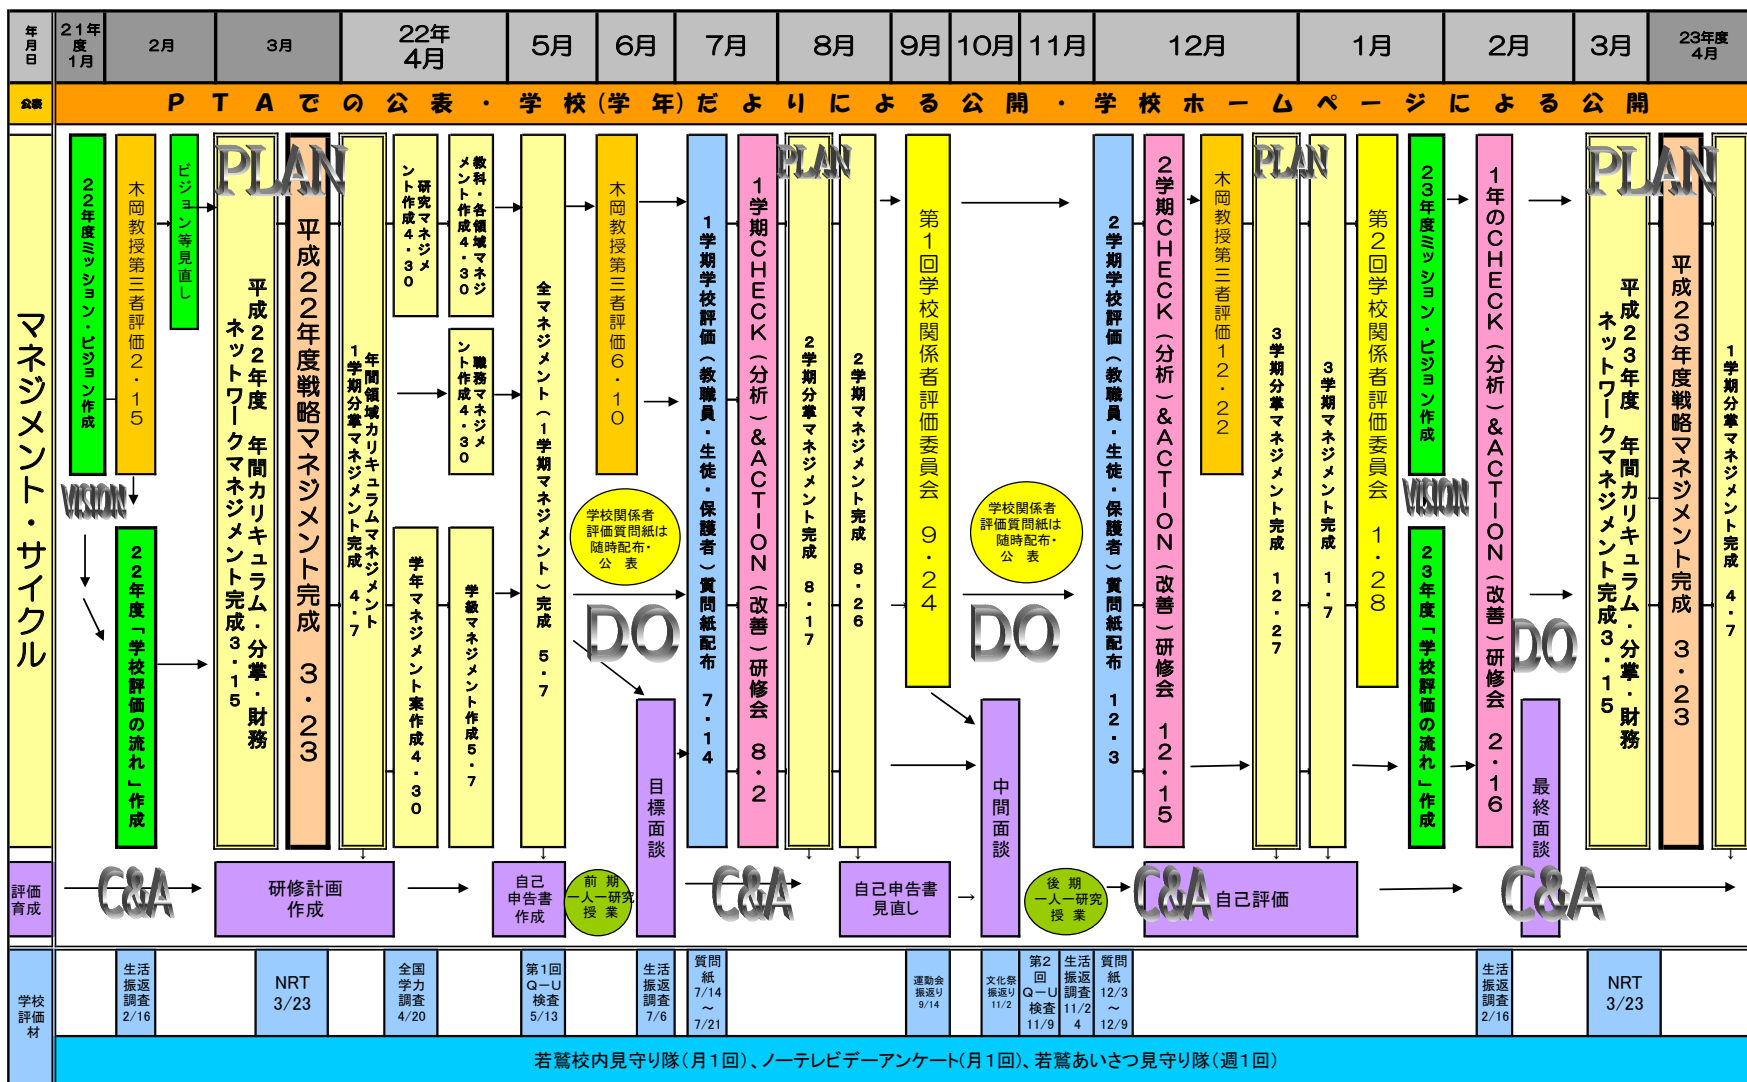 年月日
21年度1月
2月
3月
22年4月
5月
6月
7月
8月
9月
10月
11月
12月
1月
2月
3月
23年度4月
公表
PTAでの公表・学校(学年)だよりによる公開・学校ホームページによる公開
マネジメント・サイクル
22年度ミッション・ビジョン作成
木岡教授第三者評価2・15
ビジョン等見直し
VISION
22年度「学校評価の流れ」作成
PLAN
平成22年度 年間カリキュラム・分掌・財務
ネットワークマネジメント完成3・15
平成22年度戦略マネジメント完成 3・23
年間領域カリキュラムマネジメント
1学期分掌マネジメント完成 4・7
研究マネジメ
ント作成4・30
教科・各領域マネジ
メント作成4・30
職務マネジメ
ント作成4・30
学年マネジメント案作成4・30
学級マネジメント作成5・7
全マネジメント(1学期マネジメント)完成 5・7
木岡教授第三者評価6・10
学校関係者
評価質問紙は
随時配布・
公 表
DO
目標面談
1学期学校評価(教職員・生徒・保護者)質問紙配布 7・14
1学期CHECK(分析)&ACTION(改善)研修会 8・2
PLAN
2学期分掌マネジメント完成 8・17
2学期マネジメント完成 8・26
第1回学校関係者評価委員会 9・24
学校関係者
評価質問紙は
随時配布・
公 表
DO
中間面談
2学期学校評価(教職員・生徒・保護者)質問紙配布 12・3
2学期CHECK(分析)&ACTION(改善)研修会 12・15
木岡教授第三者評価12・22
PLAN
3学期分掌マネジメント完成 12・27
3学期マネジメント完成 1・7
第2回学校関係者評価委員会 1・28
23年度ミッション・ビジョン作成
VISION
23年度「学校評価の流れ」作成
1年のCHECK(分析)&ACTION(改善)研修会 2・16
DO
最終面談
PLAN
平成23年度 年間カリキュラム・分掌・財務
ネットワークマネジメント完成3・15
平成23年度戦略マネジメント完成 3・23
1学期分掌マネジメント完成 4・7
評価
育成
C&A
研修計画
作成
自己
申告書
作成
前 期
一人一研究
授 業
C&A
自己申告書
見直し
後 期
一人一研究
授 業
C&A
自己評価
C&A
学校
評価
材
生活
振返
調査
2/16
NRT
3/23
全国
学力
調査
4/20
第1回
Q-U
検査
5/13
生活
振返
調査
7/6
質問
紙
7/14
～
7/21
運動会
振返り
9/14
文化祭
振返り
11/2
第2
回
Q-U
検査
11/9
生活
振返
調査
11/2
4
質問
紙
12/3
～
12/9
生活
振返
調査
2/16
NRT
3/23
若鷲校内見守り隊(月1回)、ノーテレビデーアンケート(月1回)、若鷲あいさつ見守り隊(週1回)